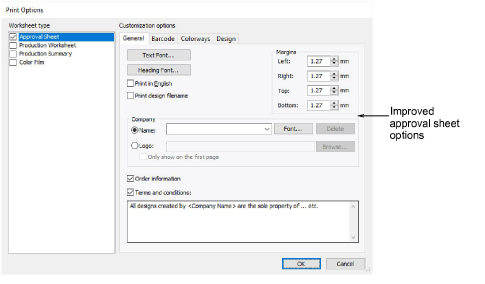 Print Options
Worksheet type
Approval Sheet
Production Worksheet
Production Summary
Color Film
Customization options
General Barcode Colorways Design
Text Font...
Heading Font...
Print in English
Print design filename
Margins
Left: 1.27 mm
Right: 1.27 mm
Top: 1.27 mm
Bottom: 1.27 mm
Company
Name: Font... Delete
Logo: Browse...
Only show on the first page
Order information
Terms and conditions:
All designs created by <Company Name> are the sole property of ... etc.
OK Cancel
Improved
approval sheet
options